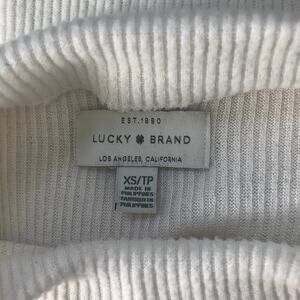 EST.1990
LUCKY BRAND
LOS ANGELES, CALIFORNIA
XS/TP
MADE IN
PHILIPPINES
FABRIQUÉ EN
PHILIPPINES